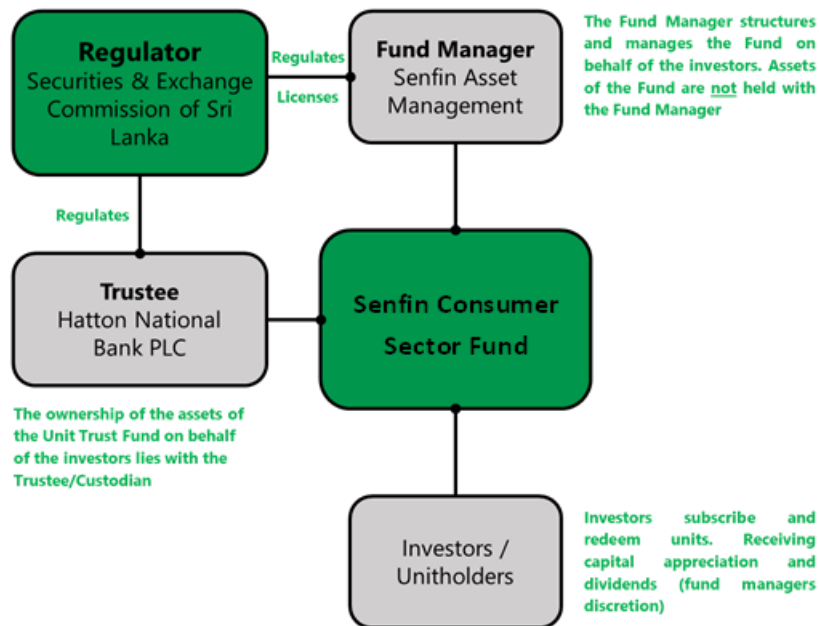 Regulator
Securities & Exchange
Commission of Sri
Lanka
Regulates
Licenses
Fund Manager
Senfin Asset
Management
The Fund Manager structures
and manages the Fund on
behalf of the investors. Assets
of the Fund are not held with
the Fund Manager
Regulates
Trustee
Hatton National
Bank PLC
Senfin Consumer
Sector Fund
The ownership of the assets of
the Unit Trust Fund on behalf
of the investors lies with the
Trustee/Custodian
Investors /
Unitholders
Investors subscribe and
redeem units. Receiving
capital appreciation and
dividends (fund managers
discretion)